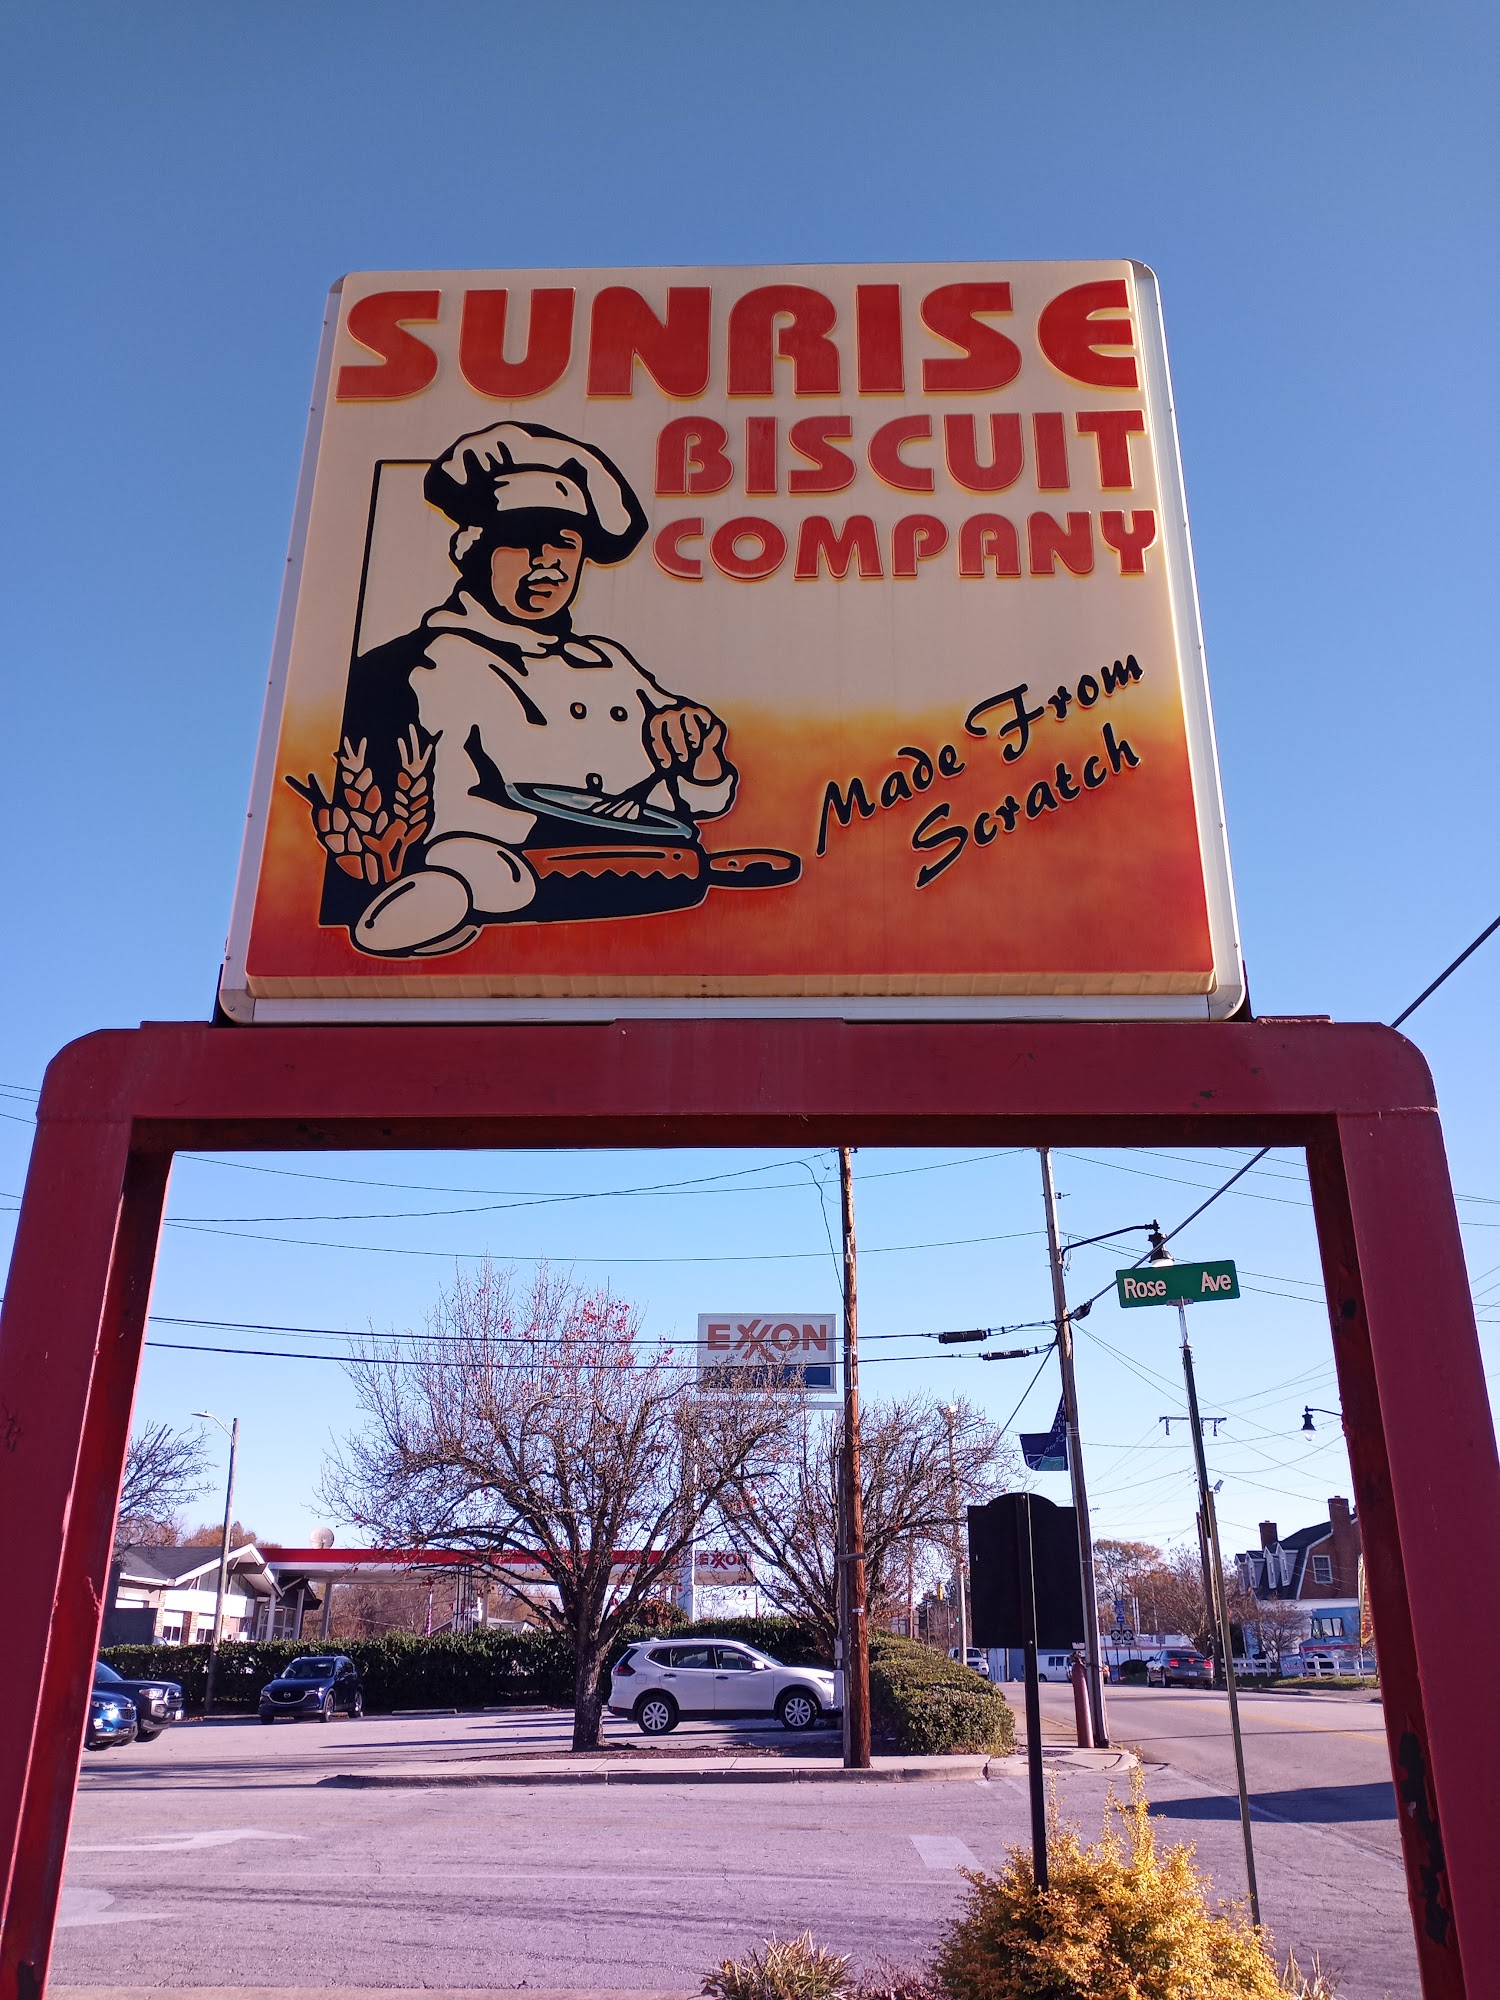 SUNRISE
BISCUIT
COMPANY
Made From
Scratch
Rose Ave
EXXON
EXXON